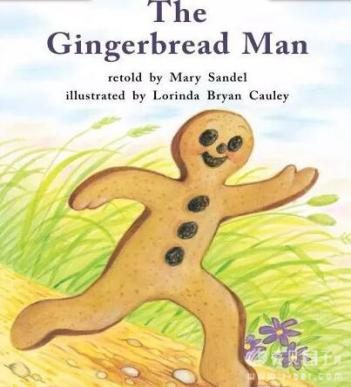 The
Gingerbread Man
retold by Mary Sandel
illustrated by Lorinda Bryan Cauley